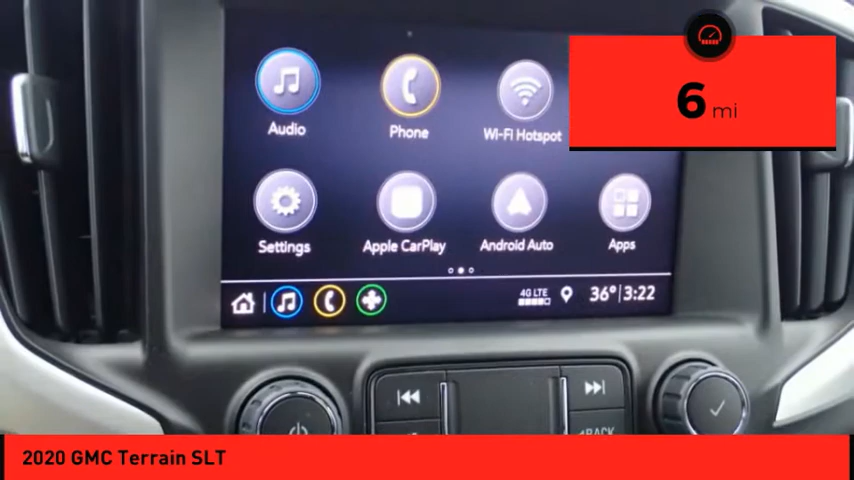 6 mi
Audio
Phone
Wi-Fi Hotspot
Settings
Apple CarPlay
Android Auto
Apps
4G LTE
36° 3:22
BACK
2020 GMC Terrain SLT